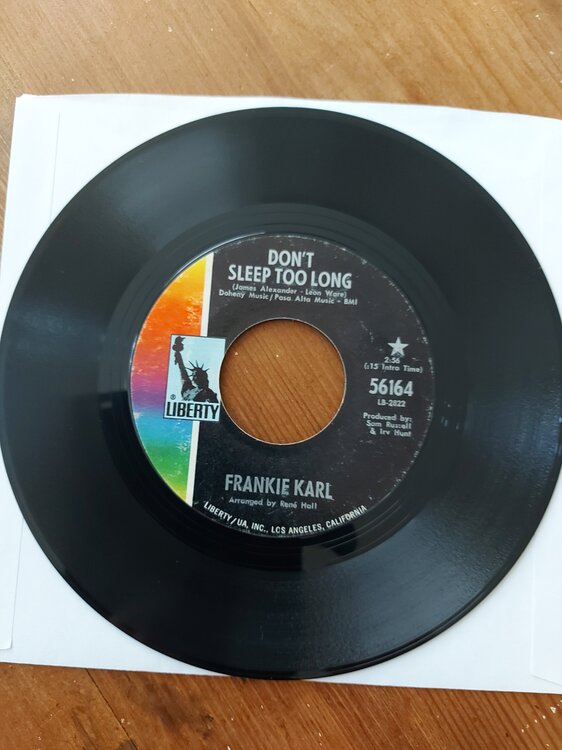 DON'T
SLEEP TOO LONG
(James Alexander - Leon Ware)
Doheny Music/Pasa Alta Music - BMI
★
2:56
(:15 Intro Time)
56164
LB-2822
Produced by:
Sam Russell
& Irv Hunt
® LIBERTY
FRANKIE KARL
Arranged by René Hall
LIBERTY/UA, INC., LOS ANGELES, CALIFORNIA